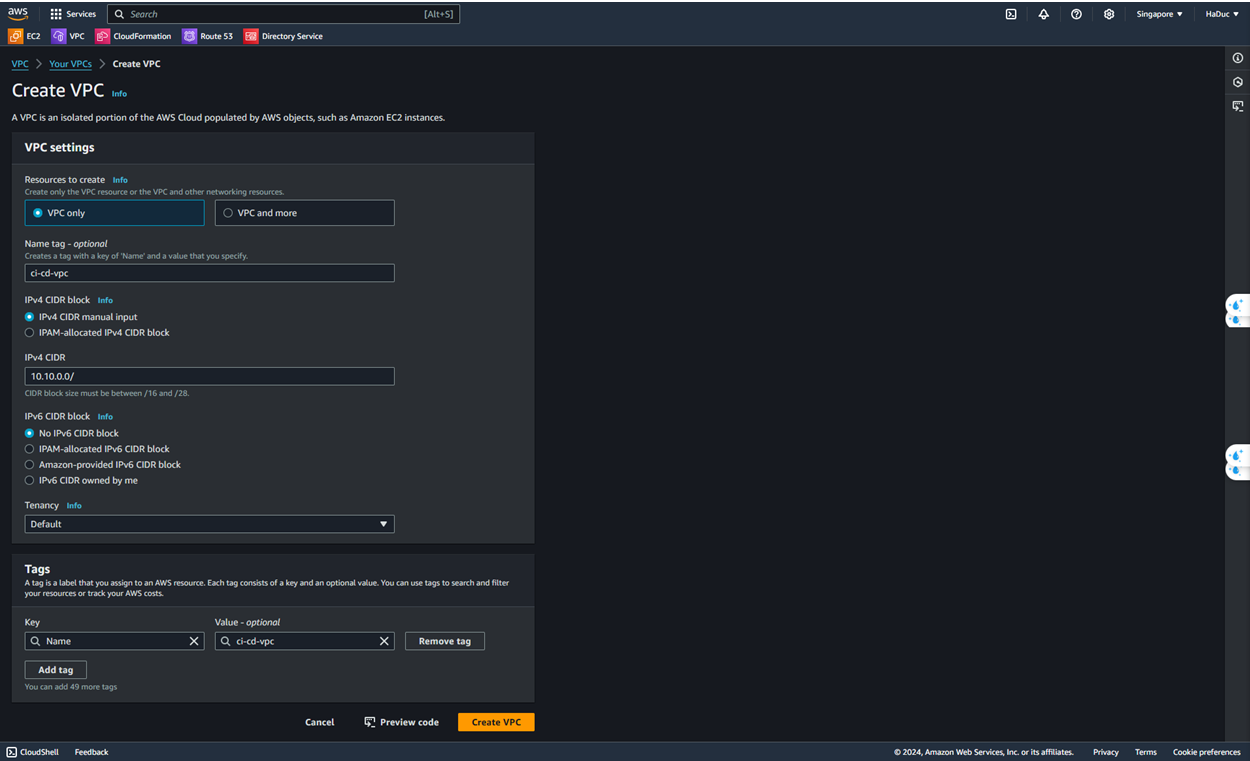 aws Services Search [Alt+S] Singapore HaDuc
EC2 VPC CloudFormation Route 53 Directory Service
VPC > Your VPCs > Create VPC
Create VPC Info
A VPC is an isolated portion of the AWS Cloud populated by AWS objects, such as Amazon EC2 instances.
VPC settings
Resources to create Info
Create only the VPC resource or the VPC and other networking resources.
VPC only VPC and more
Name tag - optional
Creates a tag with a key of 'Name' and a value that you specify.
ci-cd-vpc
IPv4 CIDR block Info
IPv4 CIDR manual input
IPAM-allocated IPv4 CIDR block
IPv4 CIDR
10.10.0.0/
CIDR block size must be between /16 and /28.
IPv6 CIDR block Info
No IPv6 CIDR block
IPAM-allocated IPv6 CIDR block
Amazon-provided IPv6 CIDR block
IPv6 CIDR owned by me
Tenancy Info
Default
Tags
A tag is a label that you assign to an AWS resource. Each tag consists of a key and an optional value. You can use tags to search and filter
your resources or track your AWS costs.
Key Value - optional
Name ci-cd-vpc Remove tag
Add tag
You can add 49 more tags
Cancel Preview code Create VPC
CloudShell Feedback © 2024, Amazon Web Services, Inc. or its affiliates. Privacy Terms Cookie preferences